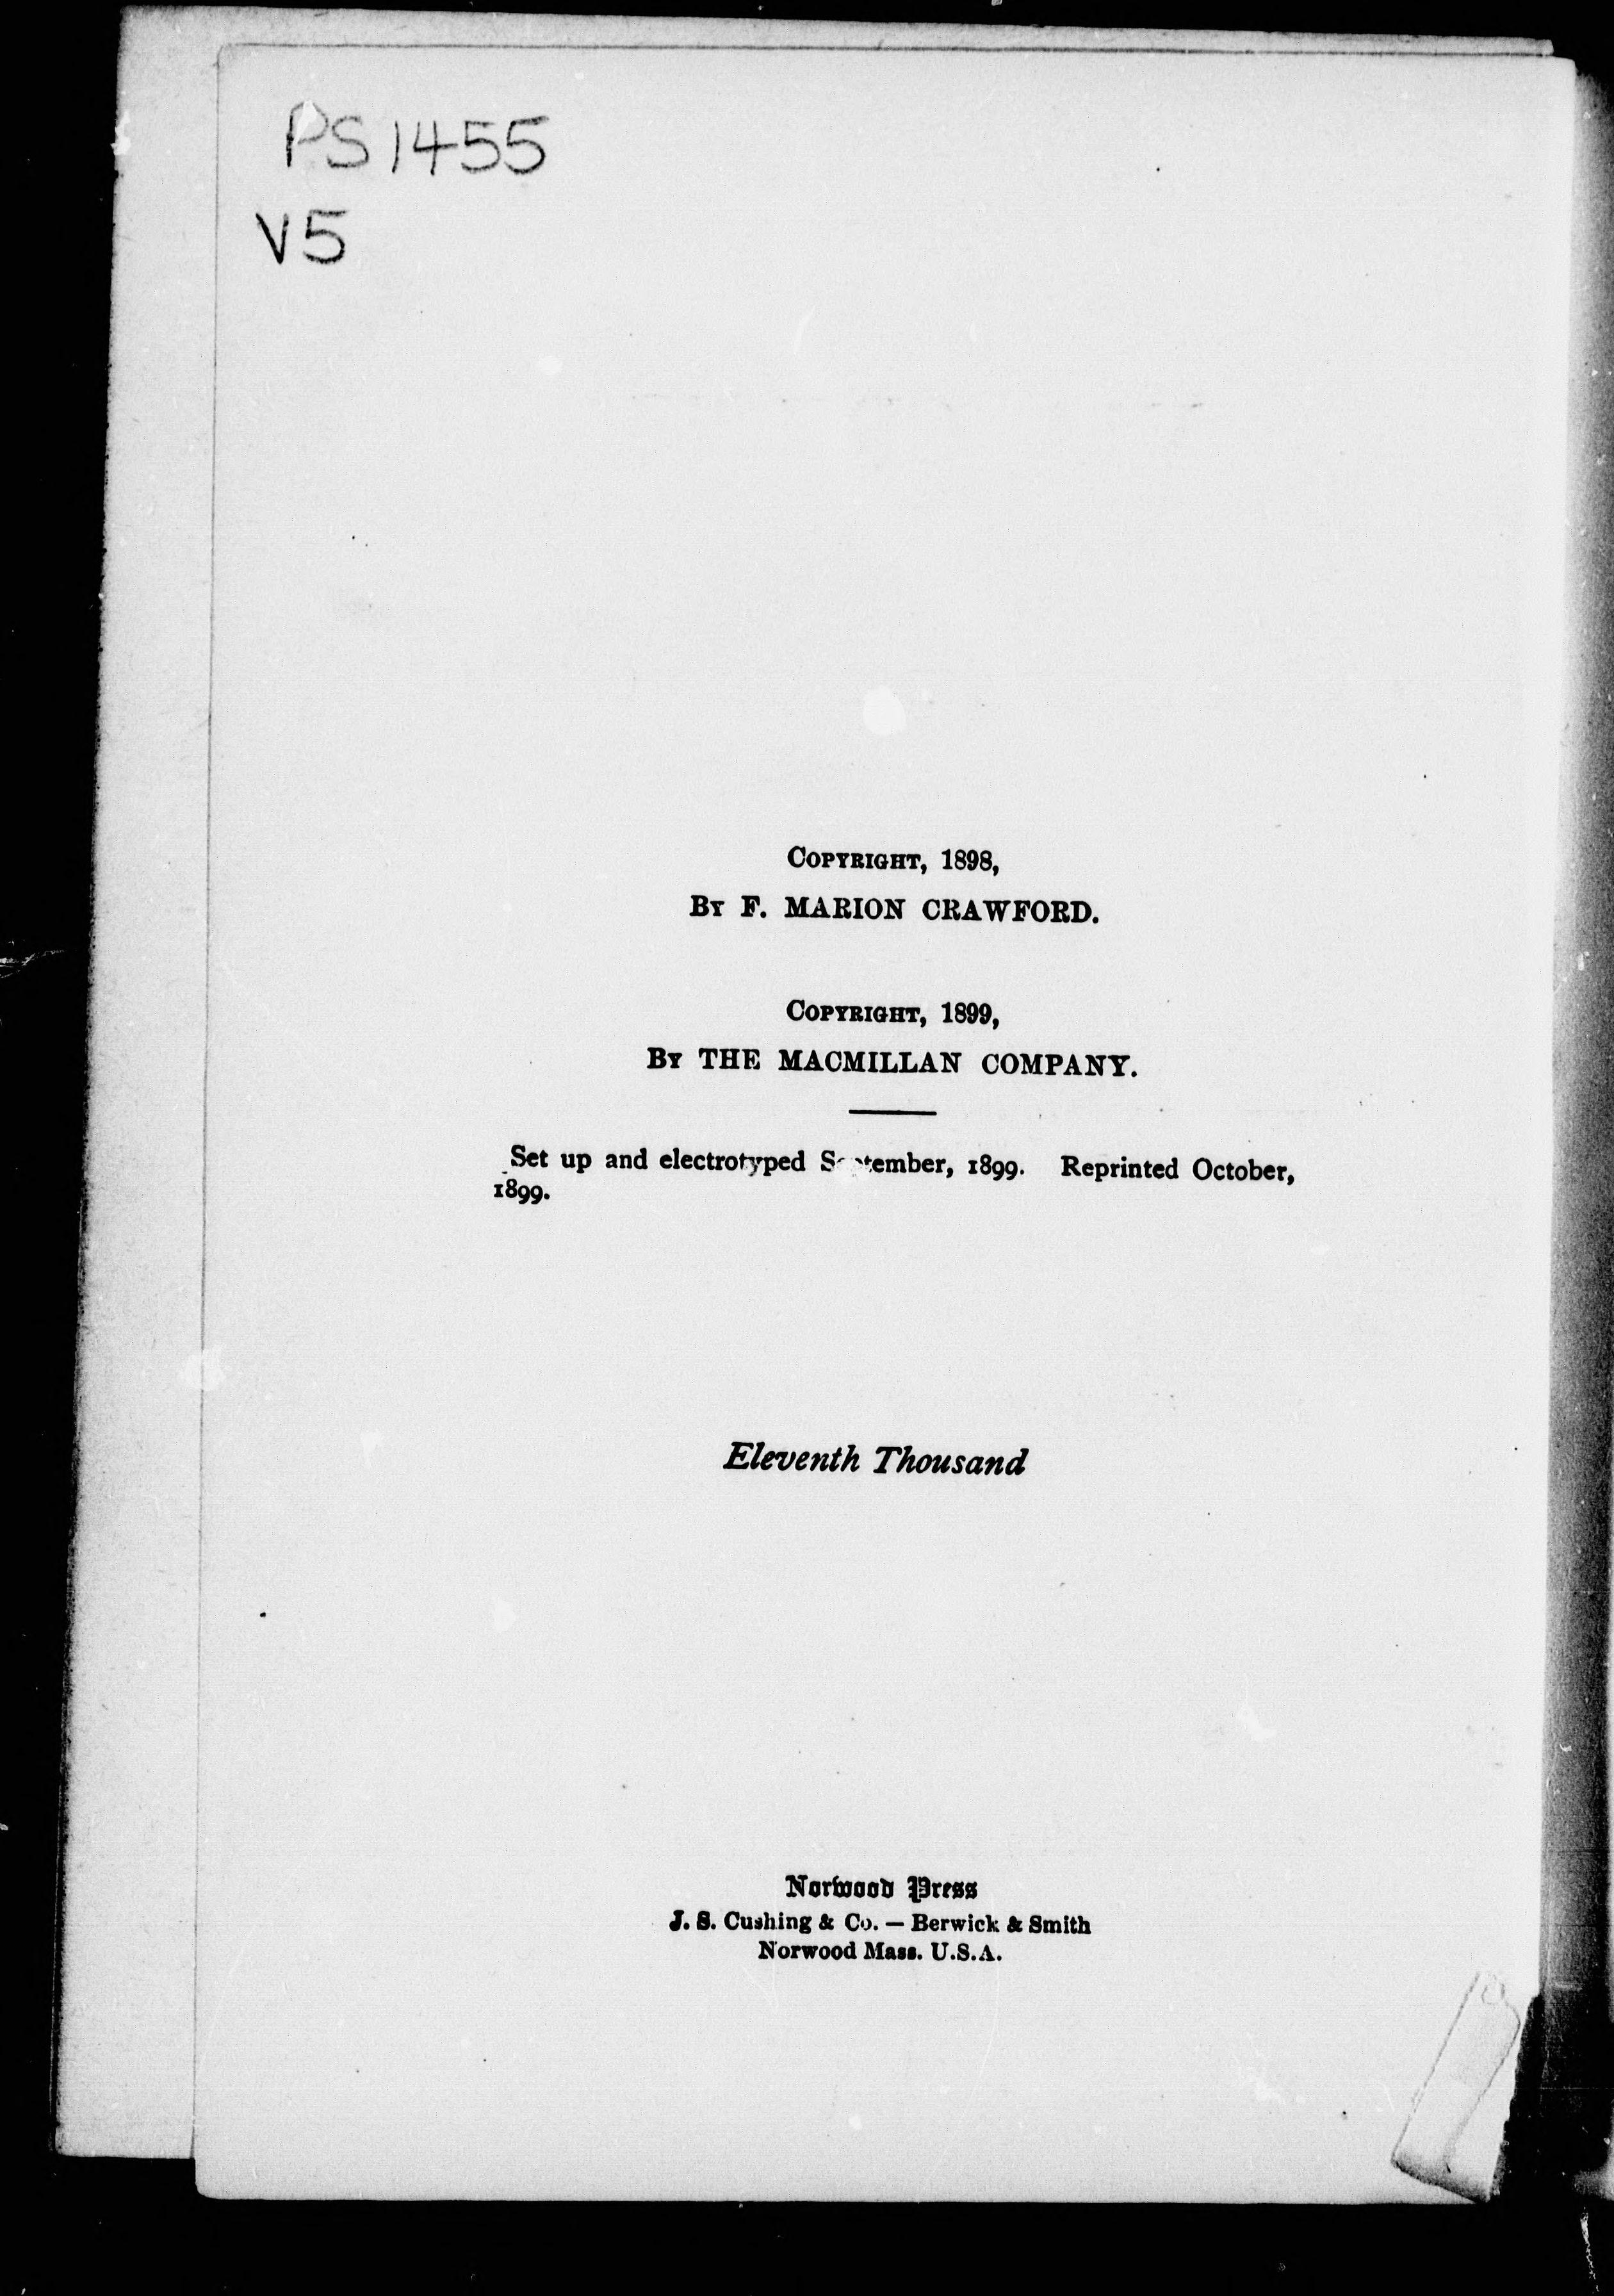 PS1455
V5
COPYRIGHT, 1898,
BY F. MARION CRAWFORD.
COPYRIGHT, 1899,
BY THE MACMILLAN COMPANY.
Set up and electrotyped September, 1899. Reprinted October,
1899.
Eleventh Thousand
Norwood Press
J. S. Cushing & Co. — Berwick & Smith
Norwood Mass. U.S.A.